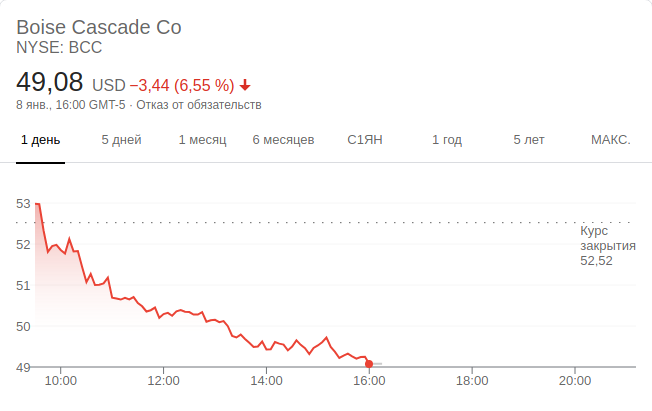 Boise Cascade Co
NYSE: BCC
49,08 USD −3,44 (6,55 %)
8 янв., 16:00 GMT-5 · Отказ от обязательств
1 день 5 дней 1 месяц 6 месяцев С1ЯН 1 год 5 лет МАКС.
53
52
51
50
49
Курс
закрытия
52,52
10:00 12:00 14:00 16:00 18:00 20:00